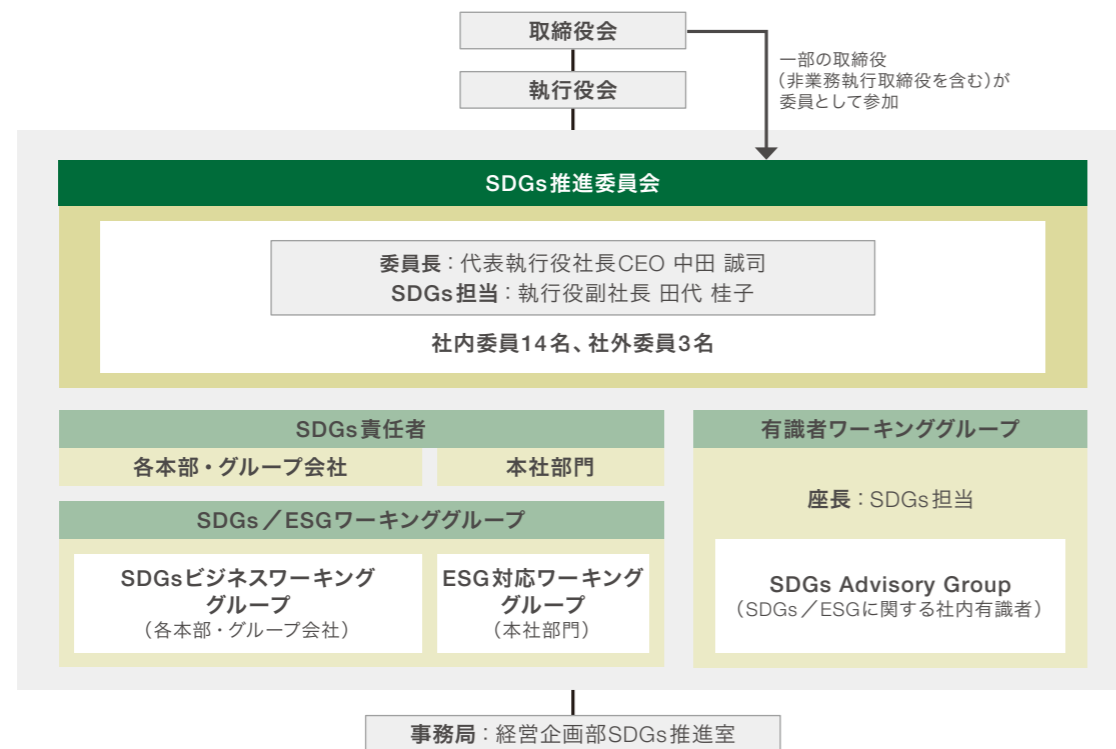 取締役会
一部の取締役
（非業務執行取締役を含む）が
委員として参加
執行役会
SDGs推進委員会
委員長：代表執行役社長CEO 中田 誠司
SDGs担当：執行役副社長 田代 桂子
社内委員14名、社外委員3名
SDGs責任者
各本部・グループ会社
本社部門
SDGs／ESGワーキンググループ
SDGsビジネスワーキング
グループ
（各本部・グループ会社）
ESG対応ワーキング
グループ
（本社部門）
有識者ワーキンググループ
座長：SDGs担当
SDGs Advisory Group
（SDGs／ESGに関する社内有識者）
事務局：経営企画部SDGs推進室